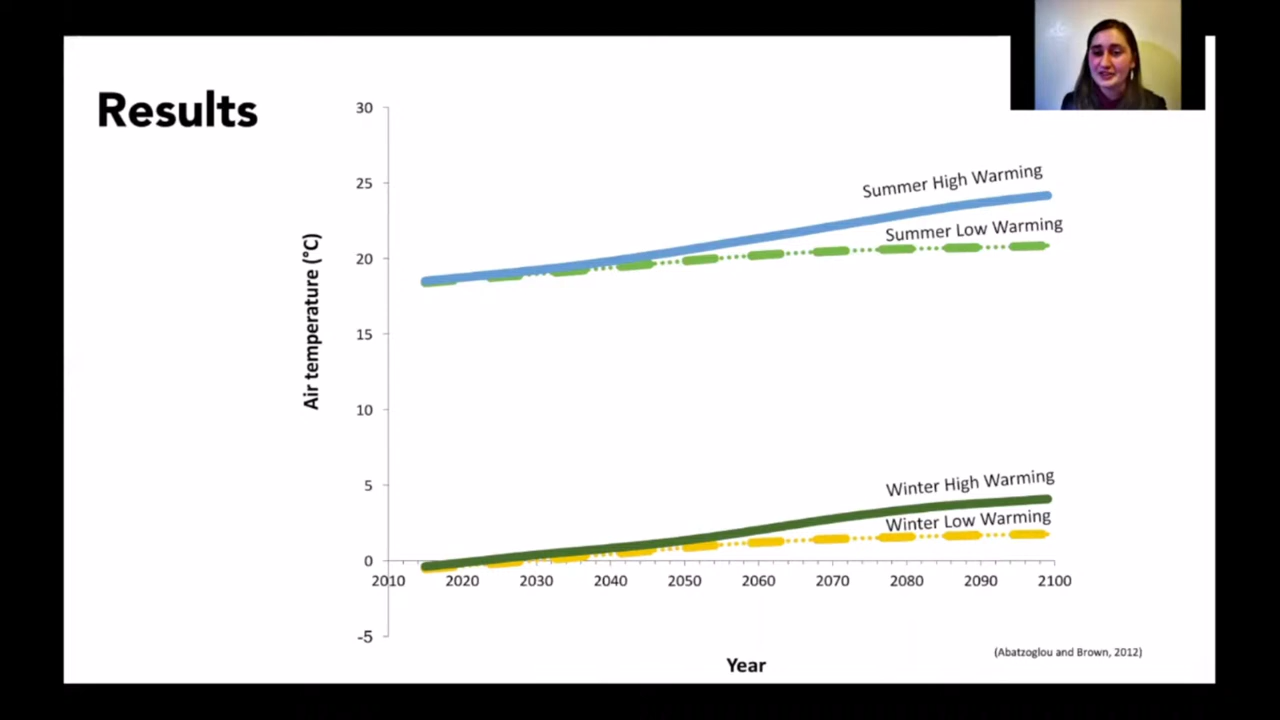 Results
30
25
20
15
10
5
0
-5
Air temperature (°C)
Summer High Warming
Summer Low Warming
Winter High Warming
Winter Low Warming
2010 2020 2030 2040 2050 2060 2070 2080 2090 2100
Year
(Abatzoglou and Brown, 2012)